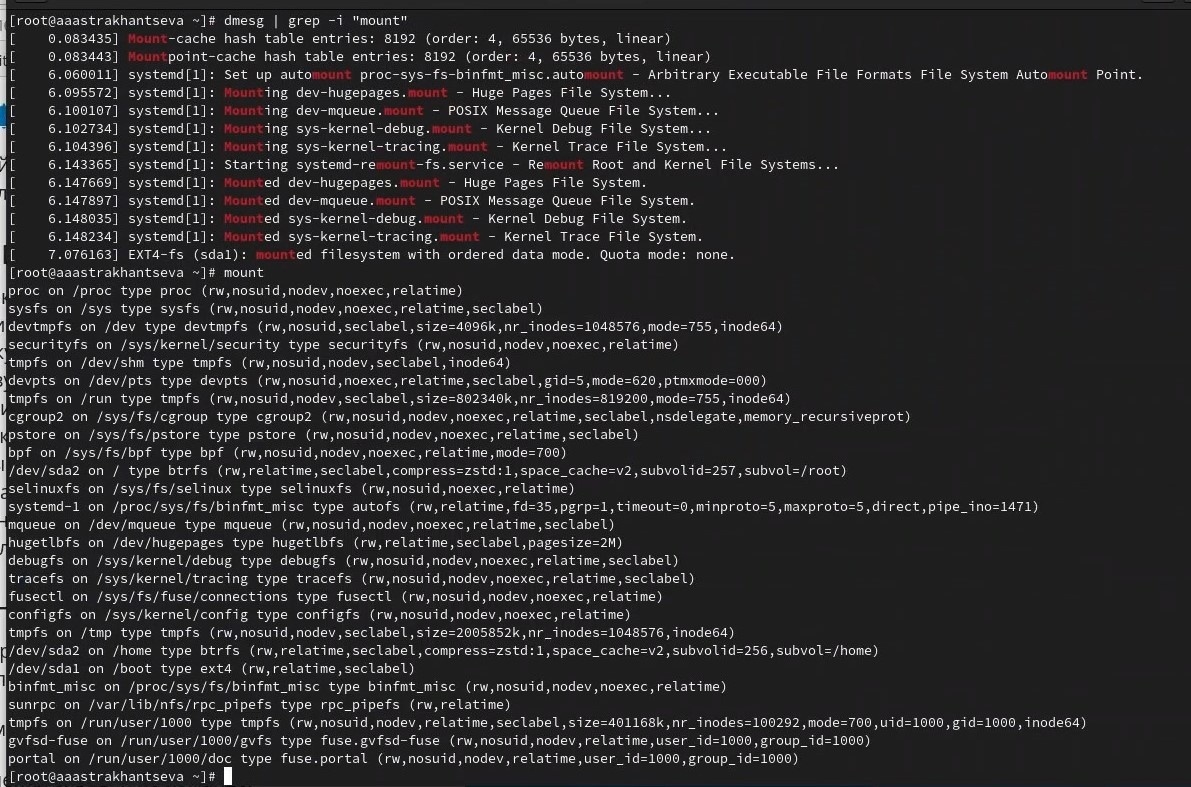 [root@aaastrakhantseva ~]# dmesg | grep -i "mount"
[    0.083435] Mount-cache hash table entries: 8192 (order: 4, 65536 bytes, linear)
[    0.083443] Mountpoint-cache hash table entries: 8192 (order: 4, 65536 bytes, linear)
[    6.060011] systemd[1]: Set up automount proc-sys-fs-binfmt_misc.automount - Arbitrary Executable File Formats File System Automount Point.
[    6.095572] systemd[1]: Mounting dev-hugepages.mount - Huge Pages File System...
[    6.100107] systemd[1]: Mounting dev-mqueue.mount - POSIX Message Queue File System...
[    6.102734] systemd[1]: Mounting sys-kernel-debug.mount - Kernel Debug File System...
[    6.104396] systemd[1]: Mounting sys-kernel-tracing.mount - Kernel Trace File System...
[    6.143365] systemd[1]: Starting systemd-remount-fs.service - Remount Root and Kernel File Systems...
[    6.147669] systemd[1]: Mounted dev-hugepages.mount - Huge Pages File System.
[    6.147897] systemd[1]: Mounted dev-mqueue.mount - POSIX Message Queue File System.
[    6.148035] systemd[1]: Mounted sys-kernel-debug.mount - Kernel Debug File System.
[    6.148234] systemd[1]: Mounted sys-kernel-tracing.mount - Kernel Trace File System.
[    7.076163] EXT4-fs (sda1): mounted filesystem with ordered data mode. Quota mode: none.
[root@aaastrakhantseva ~]# mount
proc on /proc type proc (rw,nosuid,nodev,noexec,relatime)
sysfs on /sys type sysfs (rw,nosuid,nodev,noexec,relatime,seclabel)
devtmpfs on /dev type devtmpfs (rw,nosuid,seclabel,size=4096k,nr_inodes=1048576,mode=755,inode64)
securityfs on /sys/kernel/security type securityfs (rw,nosuid,nodev,noexec,relatime)
tmpfs on /dev/shm type tmpfs (rw,nosuid,nodev,seclabel,inode64)
devpts on /dev/pts type devpts (rw,nosuid,noexec,relatime,seclabel,gid=5,mode=620,ptmxmode=000)
tmpfs on /run type tmpfs (rw,nosuid,nodev,seclabel,size=802340k,nr_inodes=819200,mode=755,inode64)
cgroup2 on /sys/fs/cgroup type cgroup2 (rw,nosuid,nodev,noexec,relatime,seclabel,nsdelegate,memory_recursiveprot)
pstore on /sys/fs/pstore type pstore (rw,nosuid,nodev,noexec,relatime,seclabel)
bpf on /sys/fs/bpf type bpf (rw,nosuid,nodev,noexec,relatime,mode=700)
/dev/sda2 on / type btrfs (rw,relatime,seclabel,compress=zstd:1,space_cache=v2,subvolid=257,subvol=/root)
selinuxfs on /sys/fs/selinux type selinuxfs (rw,nosuid,noexec,relatime)
systemd-1 on /proc/sys/fs/binfmt_misc type autofs (rw,relatime,fd=35,pgrp=1,timeout=0,minproto=5,maxproto=5,direct,pipe_ino=1471)
mqueue on /dev/mqueue type mqueue (rw,nosuid,nodev,noexec,relatime,seclabel)
hugetlbfs on /dev/hugepages type hugetlbfs (rw,relatime,seclabel,pagesize=2M)
debugfs on /sys/kernel/debug type debugfs (rw,nosuid,nodev,noexec,relatime,seclabel)
tracefs on /sys/kernel/tracing type tracefs (rw,nosuid,nodev,noexec,relatime,seclabel)
fusectl on /sys/fs/fuse/connections type fusectl (rw,nosuid,nodev,noexec,relatime)
configfs on /sys/kernel/config type configfs (rw,nosuid,nodev,noexec,relatime)
tmpfs on /tmp type tmpfs (rw,nosuid,nodev,seclabel,size=2005852k,nr_inodes=1048576,inode64)
/dev/sda2 on /home type btrfs (rw,relatime,seclabel,compress=zstd:1,space_cache=v2,subvolid=256,subvol=/home)
/dev/sda1 on /boot type ext4 (rw,relatime,seclabel)
binfmt_misc on /proc/sys/fs/binfmt_misc type binfmt_misc (rw,nosuid,nodev,noexec,relatime)
sunrpc on /var/lib/nfs/rpc_pipefs type rpc_pipefs (rw,relatime)
tmpfs on /run/user/1000 type tmpfs (rw,nosuid,nodev,relatime,seclabel,size=401168k,nr_inodes=100292,mode=700,uid=1000,gid=1000,inode64)
gvfsd-fuse on /run/user/1000/gvfs type fuse.gvfsd-fuse (rw,nosuid,nodev,relatime,user_id=1000,group_id=1000)
portal on /run/user/1000/doc type fuse.portal (rw,nosuid,nodev,relatime,user_id=1000,group_id=1000)
[root@aaastrakhantseva ~]#